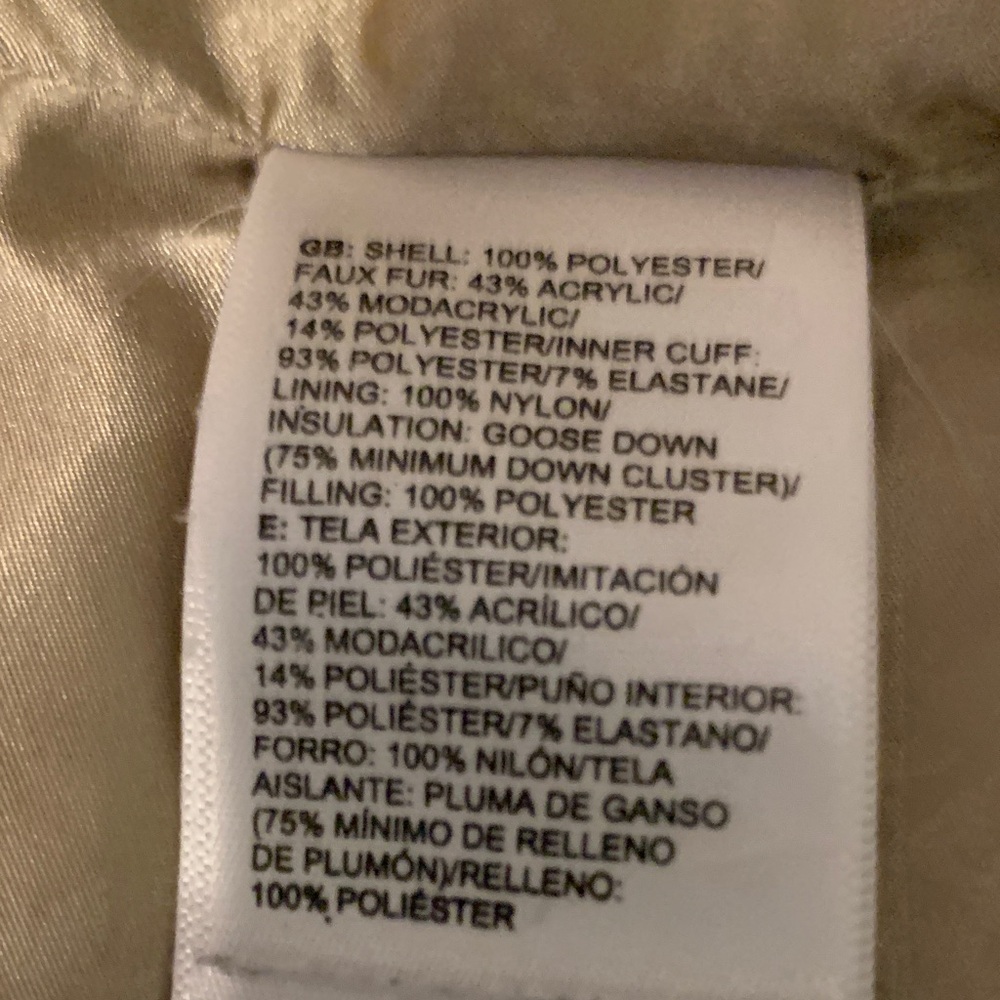 GB: SHELL: 100% POLYESTER/
FAUX FUR: 43% ACRYLIC/
43% MODACRYLIC/
14% POLYESTER/INNER CUFF:
93% POLYESTER/7% ELASTANE/
LINING: 100% NYLON/
INSULATION: GOOSE DOWN
(75% MINIMUM DOWN CLUSTER)/
FILLING: 100% POLYESTER
E: TELA EXTERIOR:
100% POLIÉSTER/IMITACIÓN
DE PIEL: 43% ACRÍLICO/
43% MODACRILICO/
14% POLIÉSTER/PUÑO INTERIOR:
93% POLIÉSTER/7% ELASTANO/
FORRO: 100% NILÓN/TELA
AISLANTE: PLUMA DE GANSO
(75% MÍNIMO DE RELLENO
DE PLUMÓN)/RELLENO:
100% POLIÉSTER